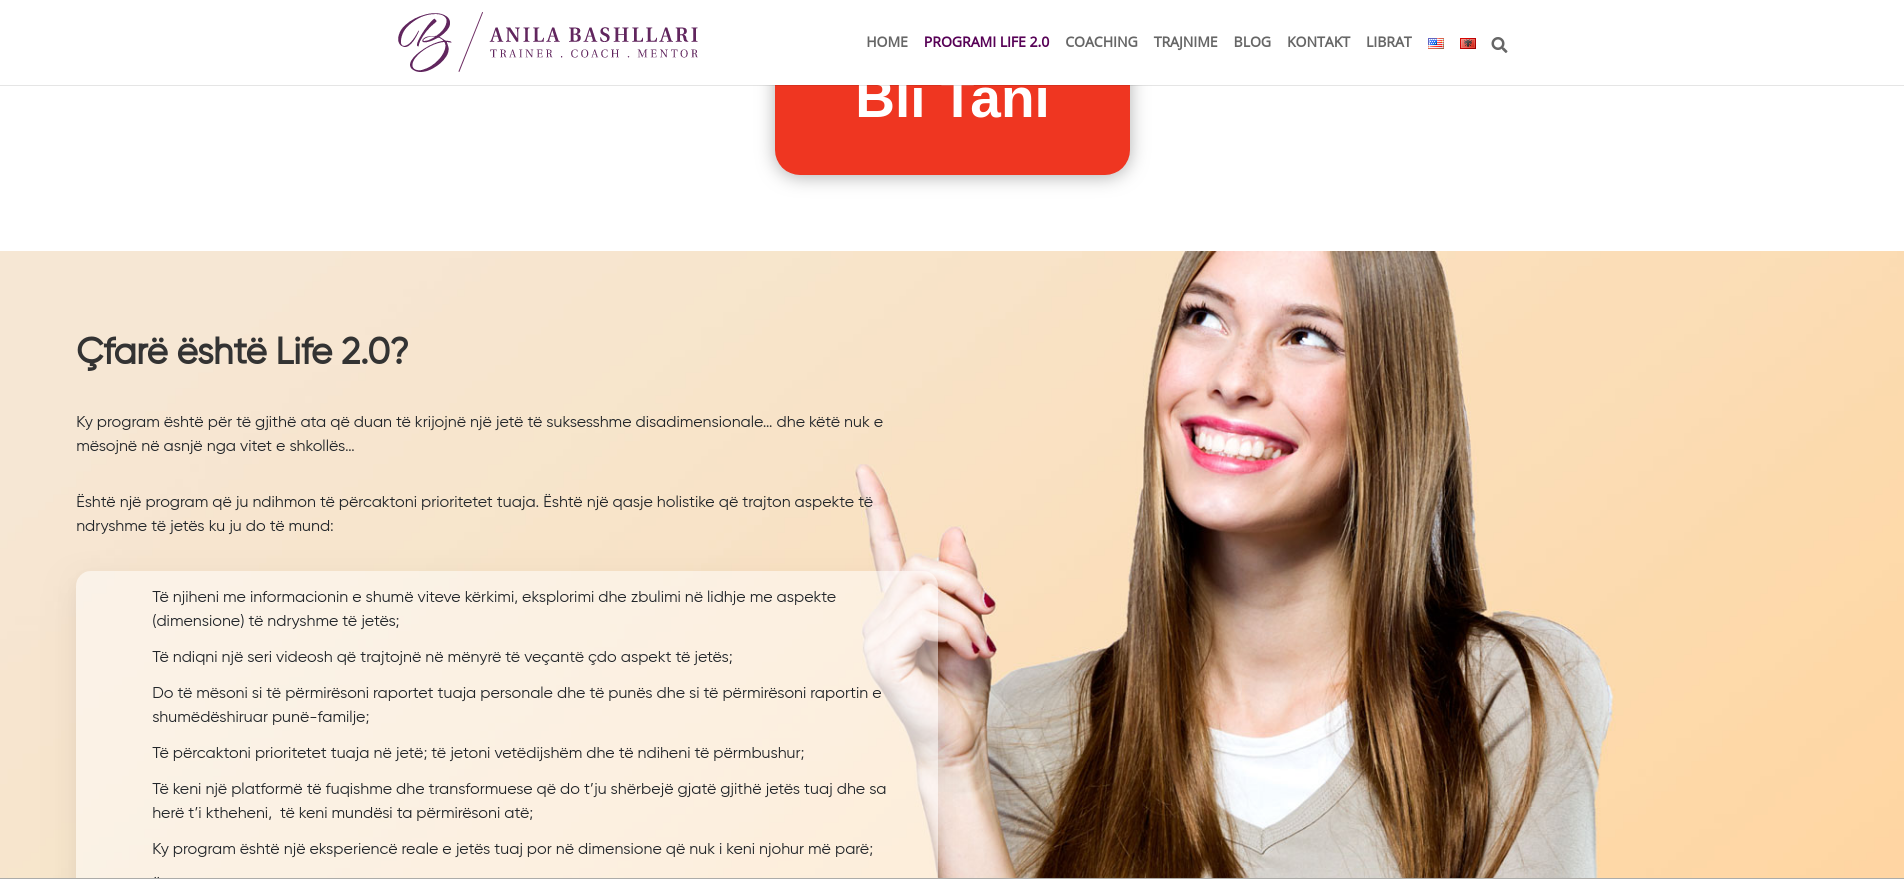 B
ANILA BASHLLARI
TRAINER . COACH . MENTOR
HOME PROGRAMI LIFE 2.0 COACHING TRAJNIME BLOG KONTAKT LIBRAT
Bli Tani
Çfarë është Life 2.0?
Ky program është për të gjithë ata që duan të krijojnë një jetë të suksesshme disadimensionale... dhe këtë nuk e
mësojnë në asnjë nga vitet e shkollës...
Është një program që ju ndihmon të përcaktoni prioritetet tuaja. Është një qasje holistike që trajton aspekte të
ndryshme të jetës ku ju do të mund:
Të njiheni me informacionin e shumë viteve kërkimi, eksplorimi dhe zbulimi në lidhje me aspekte
(dimensione) të ndryshme të jetës;
Të ndiqni një seri videosh që trajtojnë në mënyrë të veçantë çdo aspekt të jetës;
Do të mësoni si të përmirësoni raportet tuaja personale dhe të punës dhe si të përmirësoni raportin e
shumëdëshiruar punë-familje;
Të përcaktoni prioritetet tuaja në jetë; të jetoni vetëdijshëm dhe të ndiheni të përmbushur;
Të keni një platformë të fuqishme dhe transformuese që do t’ju shërbejë gjatë gjithë jetës tuaj dhe sa
herë t’i ktheheni,  të keni mundësi ta përmirësoni atë;
Ky program është një eksperiencë reale e jetës tuaj por në dimensione që nuk i keni njohur më parë;